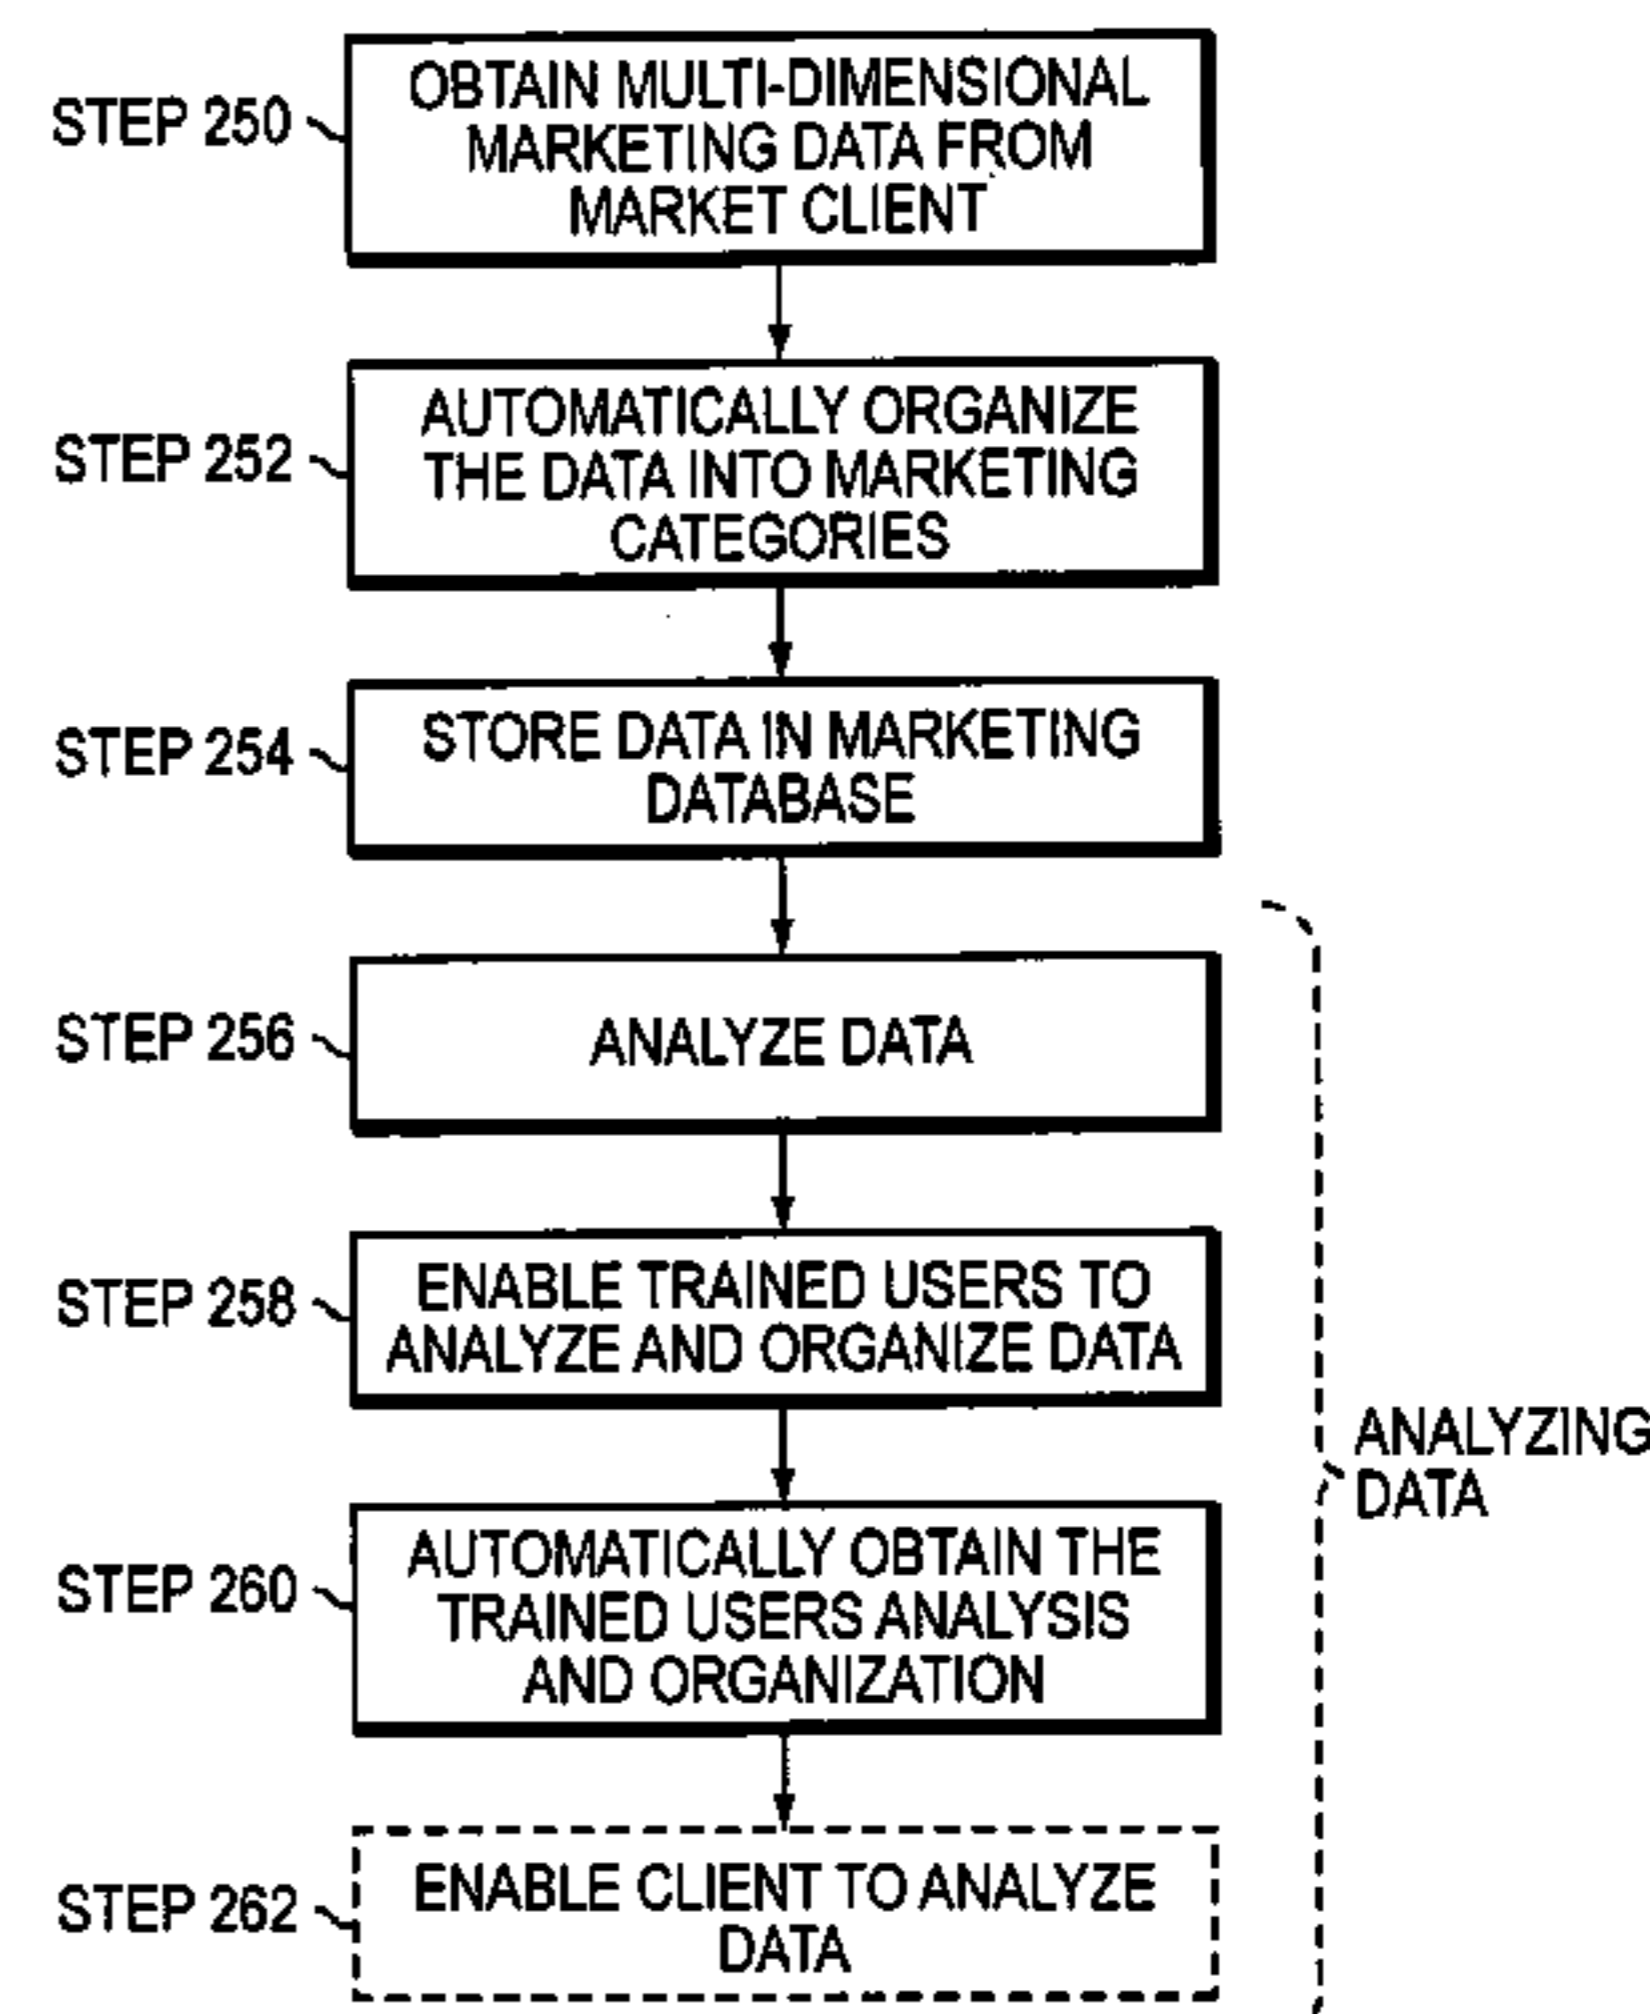 STEP 250
OBTAIN MULTI-DIMENSIONAL
MARKETING DATA FROM
MARKET CLIENT
STEP 252
AUTOMATICALLY ORGANIZE
THE DATA INTO MARKETING
CATEGORIES
STEP 254
STORE DATA IN MARKETING
DATABASE
STEP 256
ANALYZE DATA
STEP 258
ENABLE TRAINED USERS TO
ANALYZE AND ORGANIZE DATA
ANALYZING
DATA
STEP 260
AUTOMATICALLY OBTAIN THE
TRAINED USERS ANALYSIS
AND ORGANIZATION
STEP 262
ENABLE CLIENT TO ANALYZE
DATA